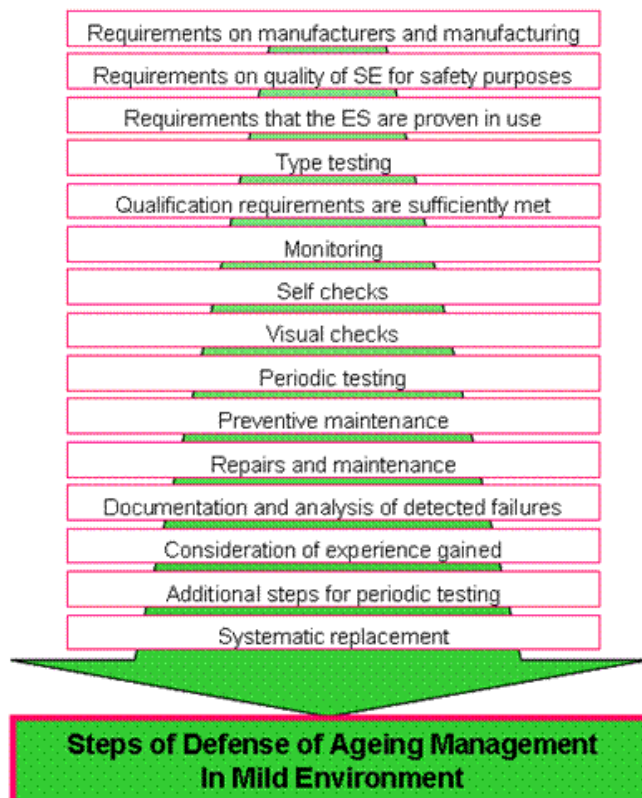 Requirements on manufacturers and manufacturing
Requirements on quality of SE for safety purposes
Requirements that the ES are proven in use
Type testing
Qualification requirements are sufficiently met
Monitoring
Self checks
Visual checks
Periodic testing
Preventive maintenance
Repairs and maintenance
Documentation and analysis of detected failures
Consideration of experience gained
Additional steps for periodic testing
Systematic replacement
Steps of Defense of Ageing Management
In Mild Environment